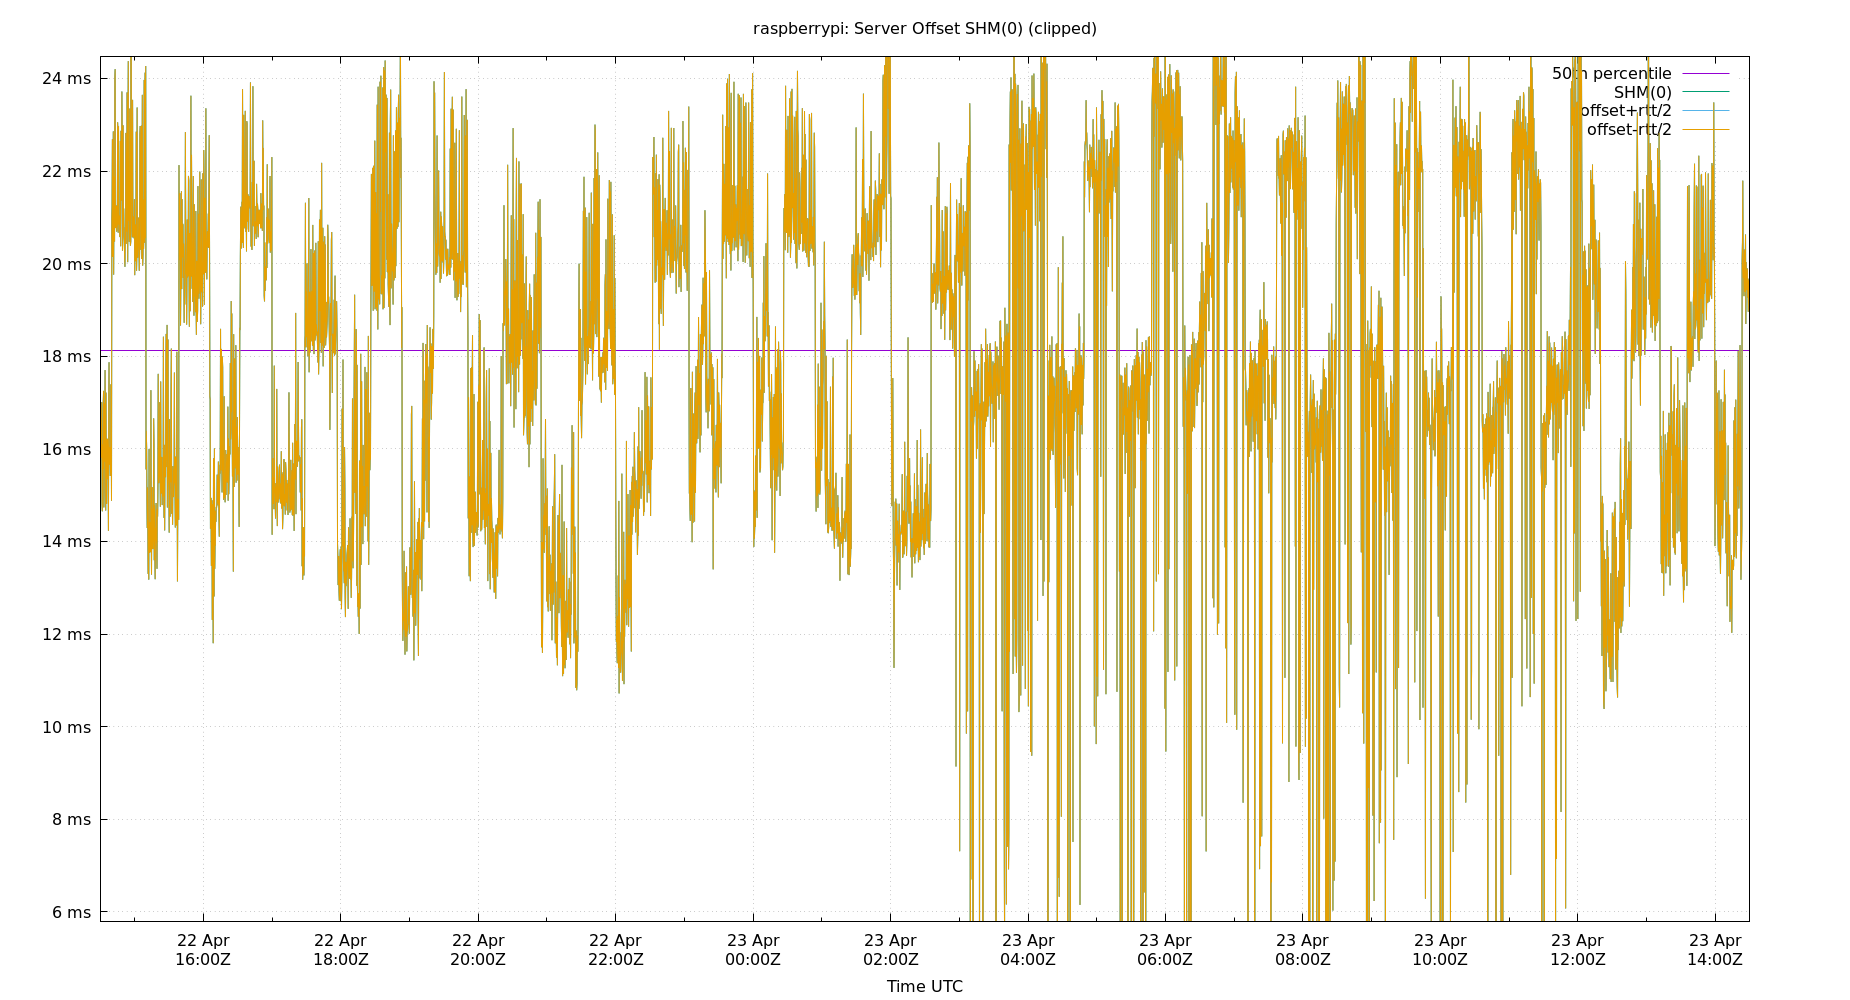 raspberrypi: Server Offset SHM(0) (clipped)
50th percentile
SHM(0)
offset+rtt/2
offset-rtt/2
24 ms
22 ms
20 ms
18 ms
16 ms
14 ms
12 ms
10 ms
8 ms
6 ms
22 Apr 22 Apr 22 Apr 22 Apr 23 Apr 23 Apr 23 Apr 23 Apr 23 Apr 23 Apr 23 Apr 23 Apr
16:00Z 18:00Z 20:00Z 22:00Z 00:00Z 02:00Z 04:00Z 06:00Z 08:00Z 10:00Z 12:00Z 14:00Z
Time UTC